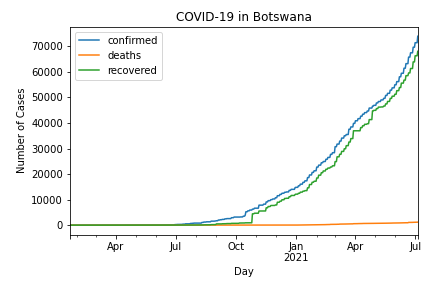 COVID-19 in Botswana
confirmed
deaths
recovered
Number of Cases
70000
60000
50000
40000
30000
20000
10000
0
Apr Jul Oct Jan Apr Jul
2021
Day